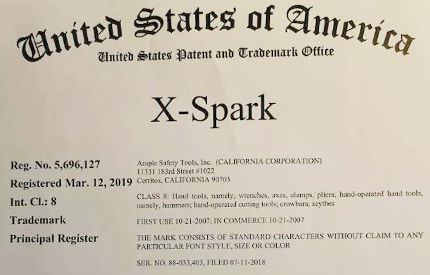 United States of America
United States Patent and Trademark Office
X-Spark
Reg. No. 5,696,127
Registered Mar. 12, 2019
Int. Cl.: 8
Trademark
Principal Register
Ample Safety Tools, Inc. (CALIFORNIA CORPORATION)
11331 183rd Street #1022
Cerritos, CALIFORNIA 90703
CLASS 8: Hand tools, namely, wrenches, axes, clamps, pliers; hand-operated hand tools,
namely, hammers; hand-operated cutting tools; crowbars; scythes
FIRST USE 10-21-2007; IN COMMERCE 10-21-2007
THE MARK CONSISTS OF STANDARD CHARACTERS WITHOUT CLAIM TO ANY
PARTICULAR FONT STYLE, SIZE OR COLOR
SER. NO. 88-033,403, FILED 07-11-2018